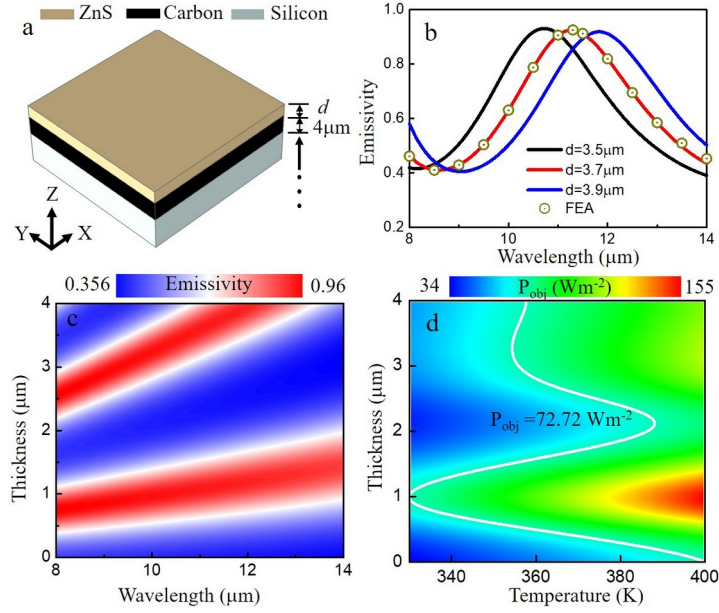 ZnS Carbon Silicon
a
d
4μm
Z
Y X
b
Emissivity
1.0
0.8
0.6
0.4
0.2
d=3.5μm
d=3.7μm
d=3.9μm
FEA
8 10 12 14
Wavelength (μm)
0.356 Emissivity 0.96
c
Thickness (μm)
4
3
2
1
0
8 10 12 14
Wavelength (μm)
34 Pobj (Wm-2) 155
d
Thickness (μm)
4
3
2
1
0
Pobj =72.72 Wm-2
340 360 380 400
Temperature (K)